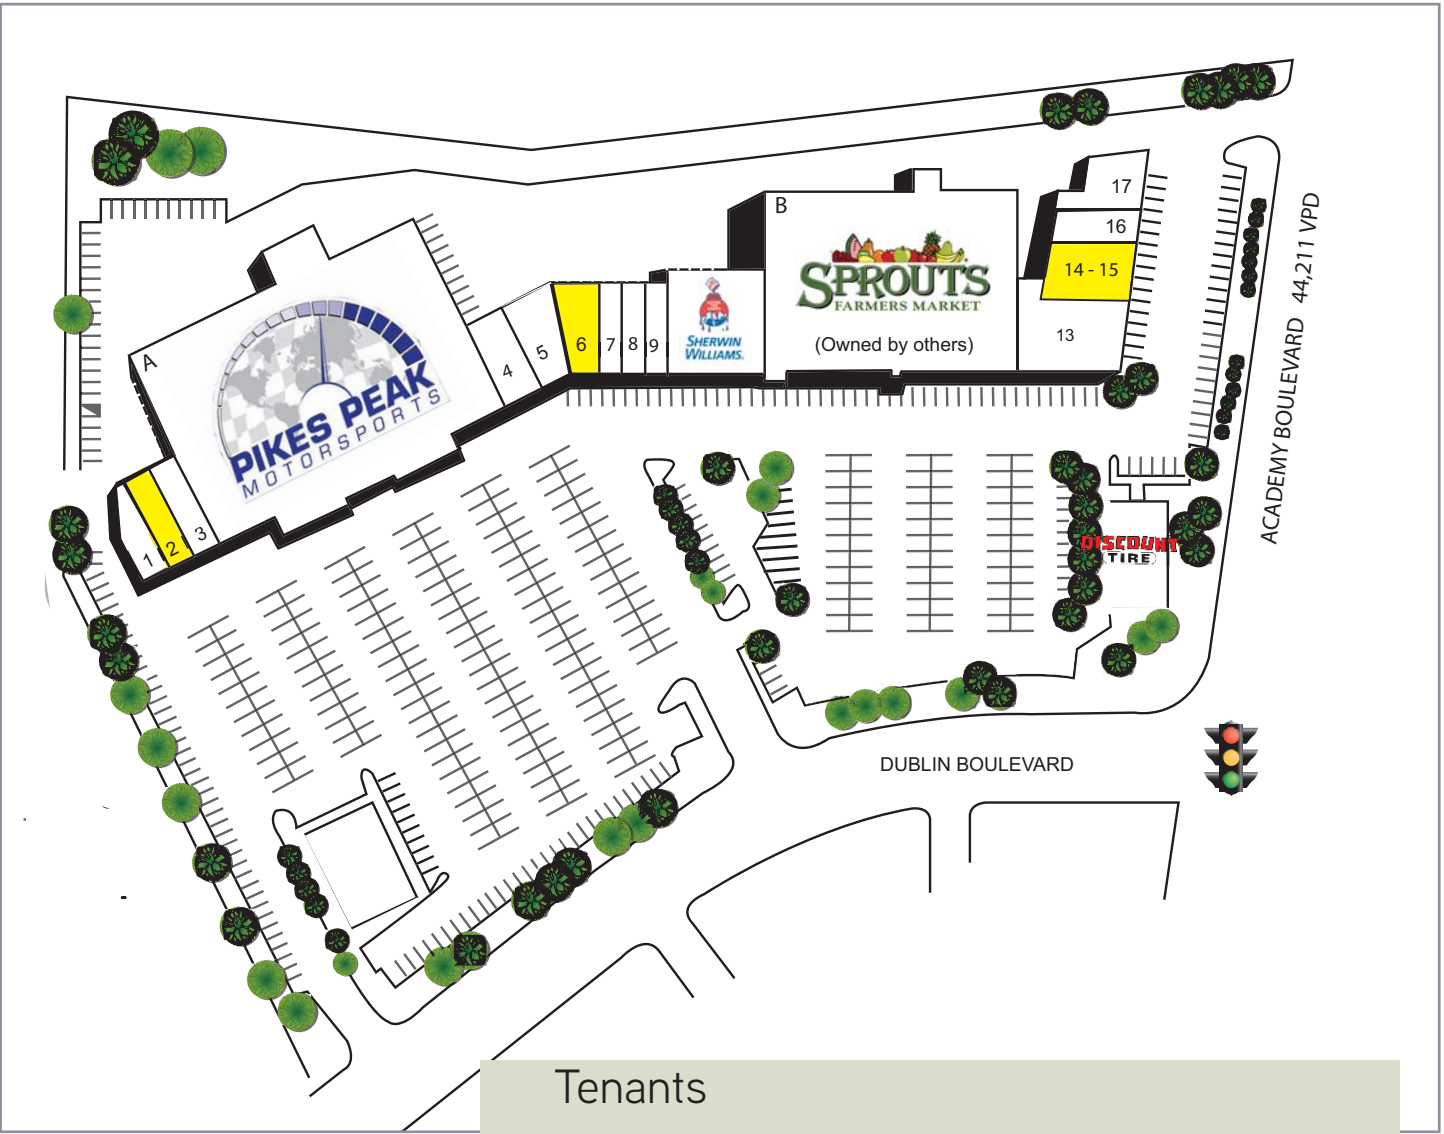 17
B
16
SPROUTS
FARMERS MARKET
14 - 15
44,211 VPD
ACADEMY BOULEVARD
13
(Owned by others)
SHERWIN
WILLIAMS.
6
7
8
9
5
4
A
PIKES PEAK
MOTORSPORTS
3
2
1
DISCOUNT
TIRE
DUBLIN BOULEVARD
Tenants